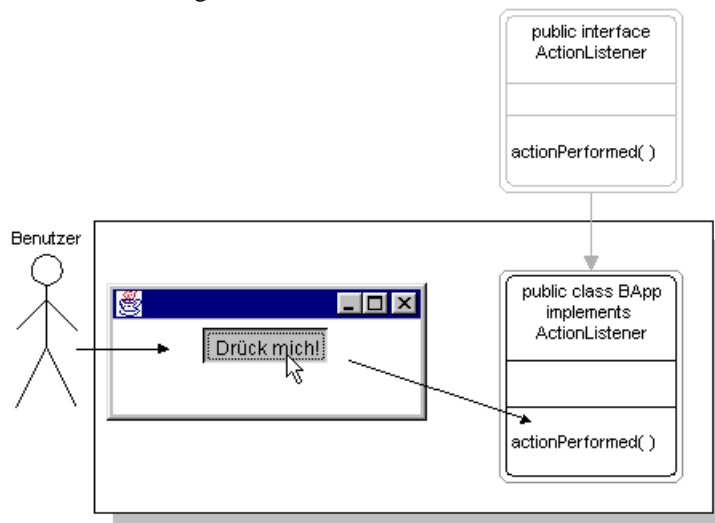 public interface
ActionListener
actionPerformed( )
Benutzer
Drück mich!
public class BApp
implements
ActionListener
actionPerformed( )